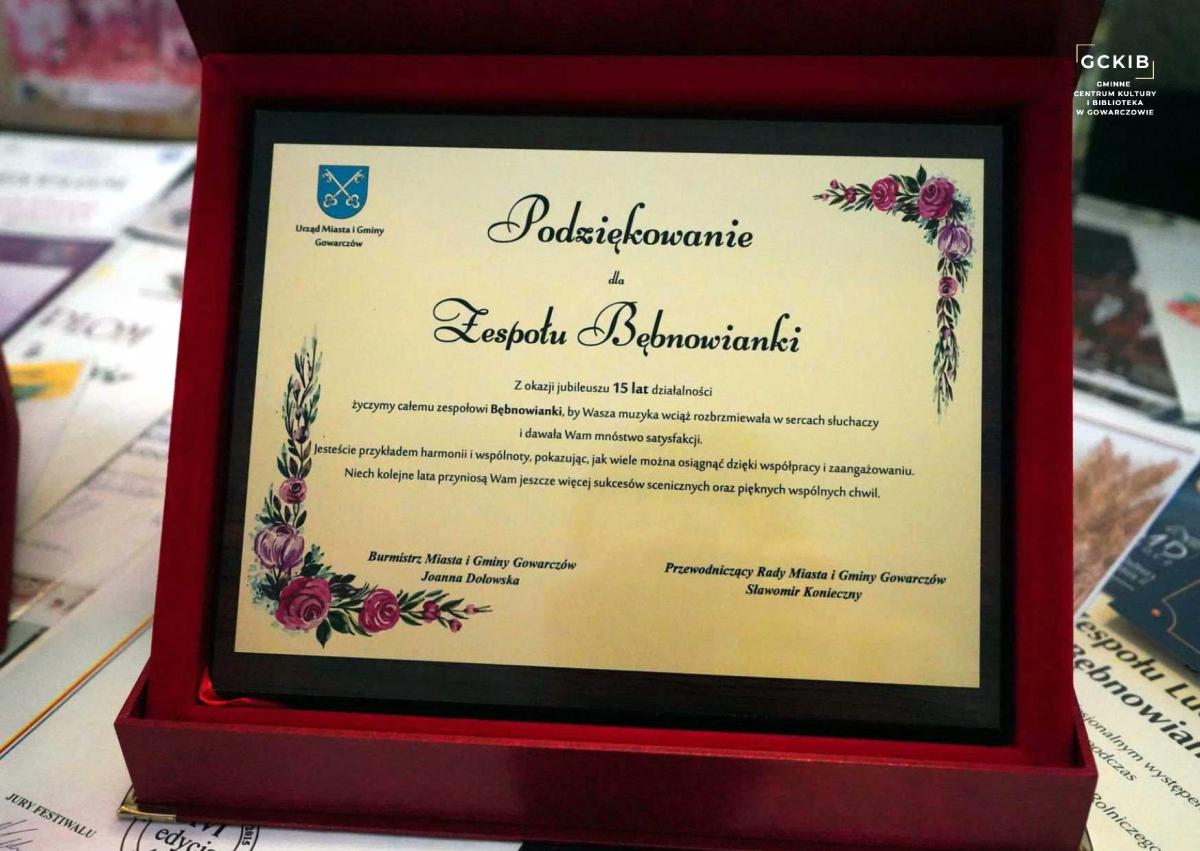 GCKIB
GMINNE
CENTRUM KULTURY
I BIBLIOTEKA
W GOWARCZOWIE
Urząd Miasta i Gminy
Gowarczów
Podziękowanie
dla
Zespołu Bębnowianki
Z okazji jubileuszu 15 lat działalności
życzymy całemu zespołowi Bębnowianki, by Wasza muzyka wciąż rozbrzmiewała w sercach słuchaczy
i dawała Wam mnóstwo satysfakcji.
Jesteście przykładem harmonii i wspólnoty, pokazując, jak wiele można osiągnąć dzięki współpracy i zaangażowaniu.
Niech kolejne lata przyniosą Wam jeszcze więcej sukcesów scenicznych oraz pięknych wspólnych chwil.
Burmistrz Miasta i Gminy Gowarczów
Joanna Dołowska
Przewodniczący Rady Miasta i Gminy Gowarczów
Sławomir Konieczny
JURY FESTIWALU
2015